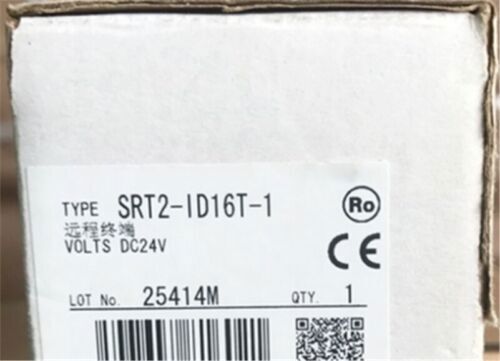 TYPE SRT2-ID16T-1
Ro
远程终端
VOLTS DC24V
CE
LOT No. 25414M QTY. 1